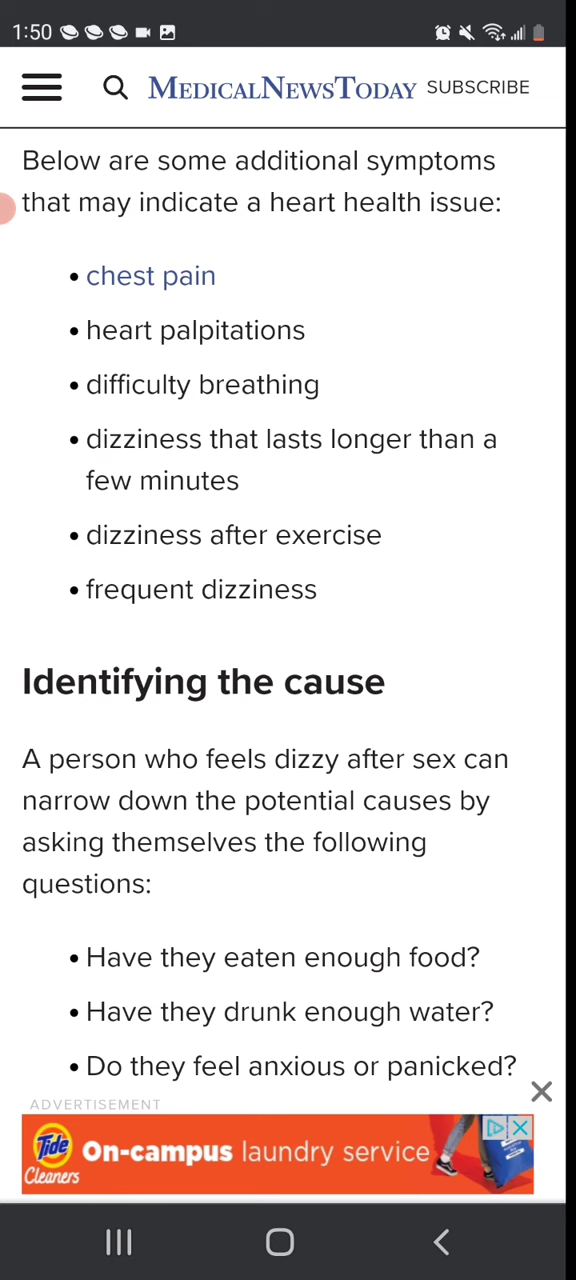 1:50
MEDICALNEWSTODAY SUBSCRIBE
Below are some additional symptoms
that may indicate a heart health issue:
• chest pain
• heart palpitations
• difficulty breathing
• dizziness that lasts longer than a
few minutes
• dizziness after exercise
• frequent dizziness
Identifying the cause
A person who feels dizzy after sex can
narrow down the potential causes by
asking themselves the following
questions:
• Have they eaten enough food?
• Have they drunk enough water?
• Do they feel anxious or panicked?
ADVERTISEMENT
Tide
Cleaners
On-campus laundry service